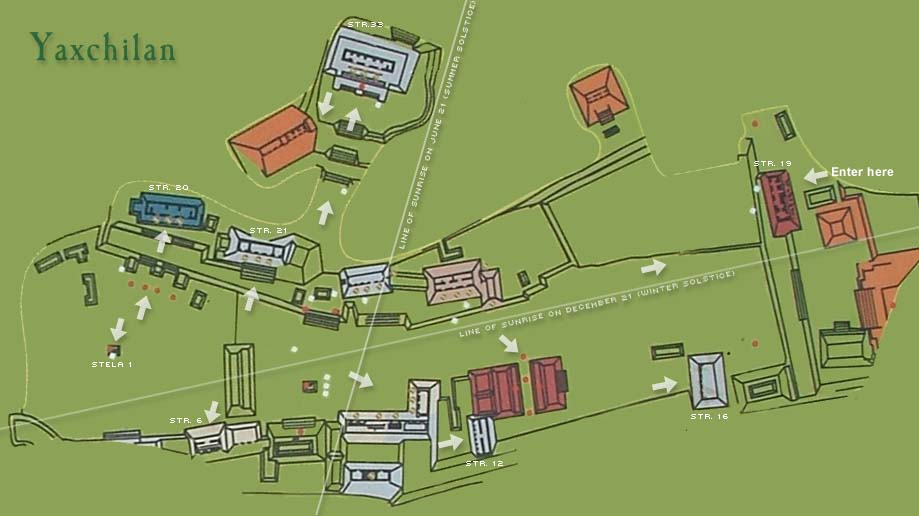 Yaxchilan
STR.33
LINE OF SUNRISE ON JUNE 21 (SUMMER SOLSTICE)
STR. 19
Enter here
STR. 20
STR. 21
LINE OF SUNRISE ON DECEMBER 21 (WINTER SOLSTICE)
STELA 1
STR. 6
STR. 16
STR. 12